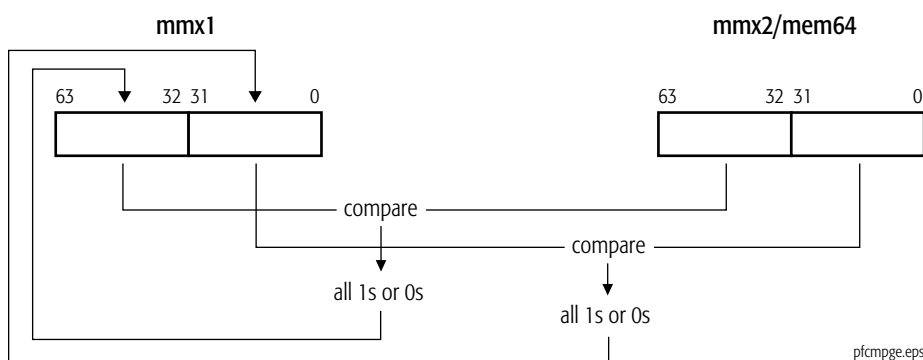 mmx1 mmx2/mem64
63 32 31 0 63 32 31 0
compare
compare
all 1s or 0s
all 1s or 0s
pfcmpge.eps